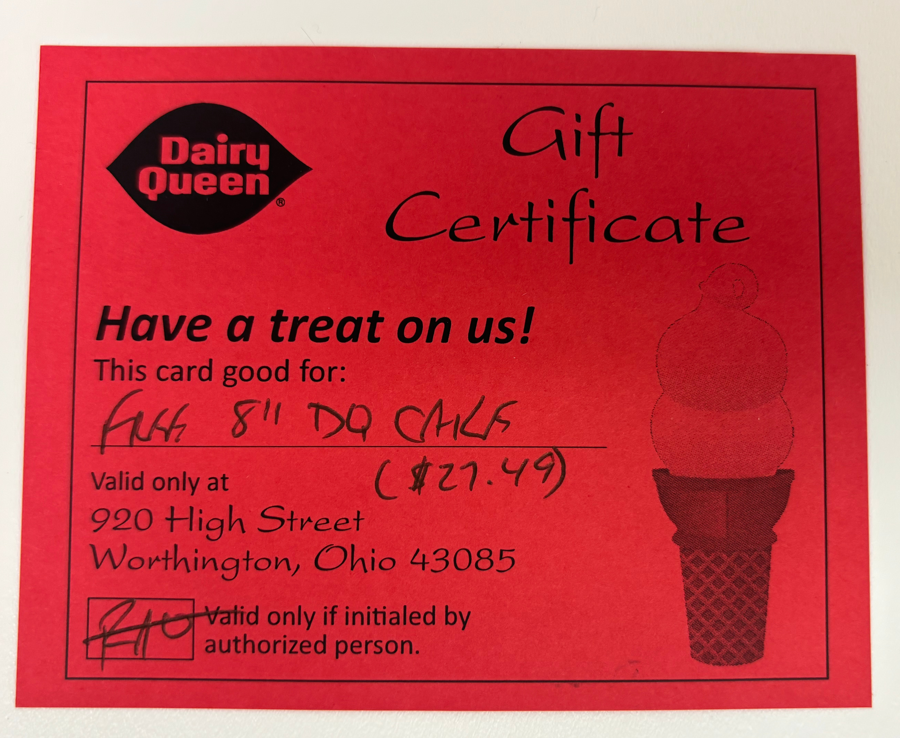 Dairy
Queen®
Gift
Certificate
Have a treat on us!
This card good for:
FREE 8" DQ CAKE
($27.49)
Valid only at
920 High Street
Worthington, Ohio 43085
Valid only if initialed by
authorized person.